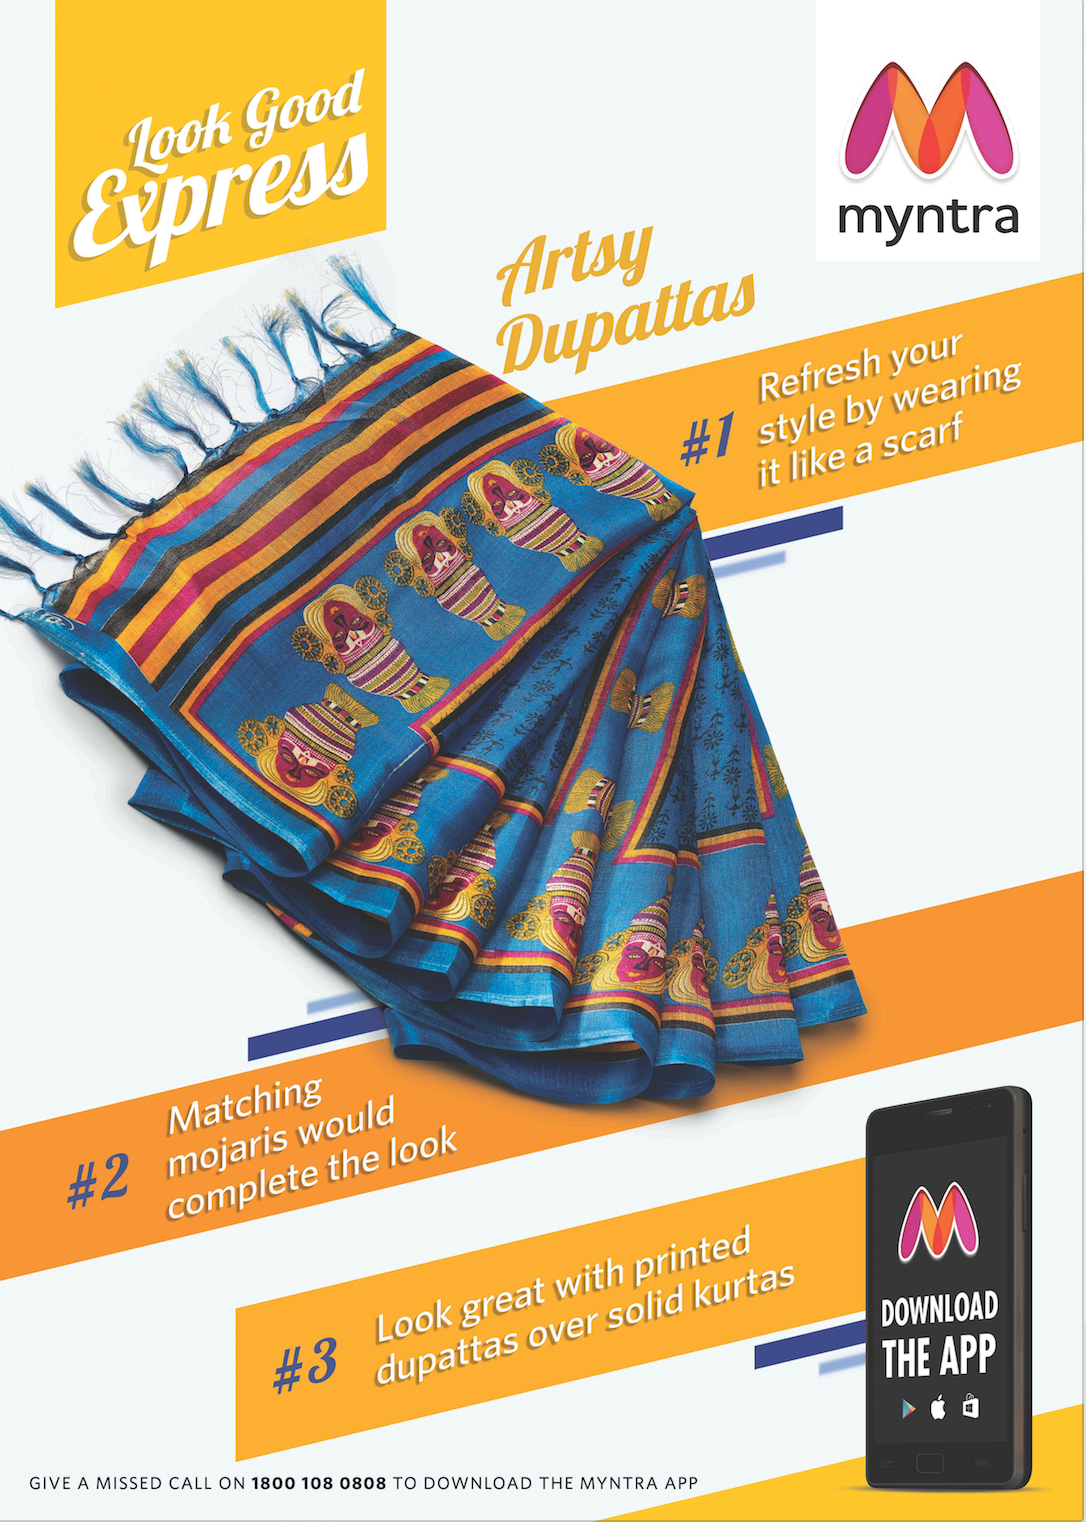 Look Good
Express
myntra
Artsy
Dupattas
#1
Refresh your
style by wearing
it like a scarf
#2
Matching
mojaris would
complete the look
#3
Look great with printed
dupattas over solid kurtas
DOWNLOAD
THE APP
GIVE A MISSED CALL ON 1800 108 0808 TO DOWNLOAD THE MYNTRA APP